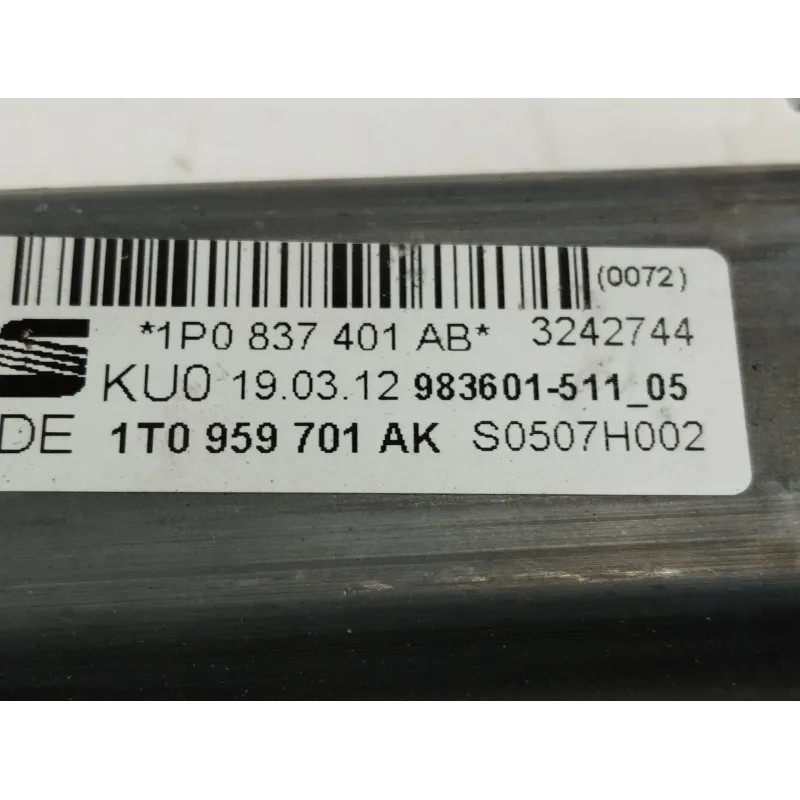 (0072)
*1P0 837 401 AB* 3242744
KU0 19.03.12 983601-511_05
DE 1T0 959 701 AK S0507H002